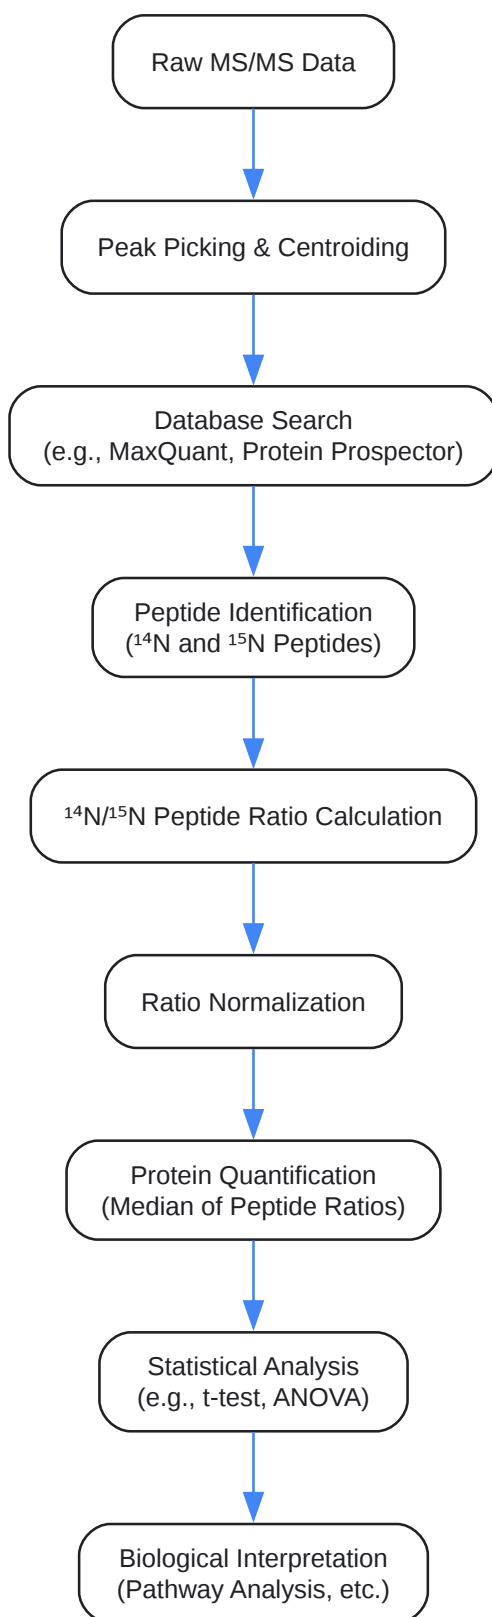 Raw MS/MS Data
Peak Picking & Centroiding
Database Search
(e.g., MaxQuant, Protein Prospector)
Peptide Identification
(¹⁴N and ¹⁵N Peptides)
¹⁴N/¹⁵N Peptide Ratio Calculation
Ratio Normalization
Protein Quantification
(Median of Peptide Ratios)
Statistical Analysis
(e.g., t-test, ANOVA)
Biological Interpretation
(Pathway Analysis, etc.)